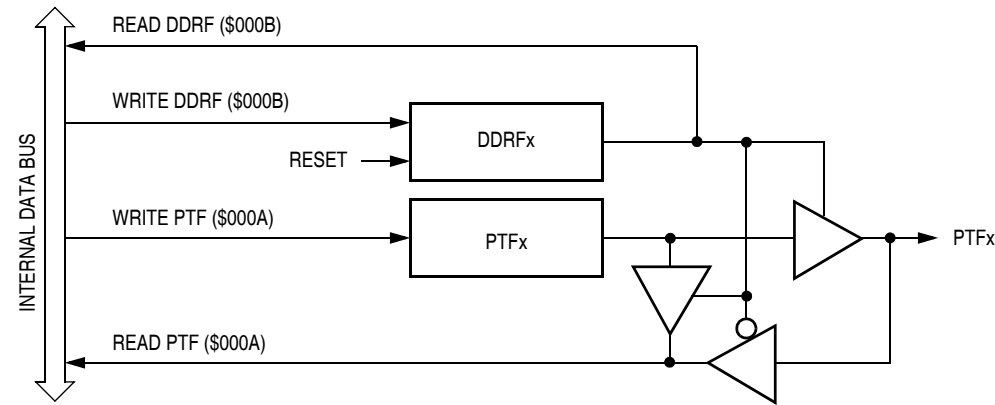 READ DDRF ($000B)
WRITE DDRF ($000B)
DDRFx
RESET
INTERNAL DATA BUS
WRITE PTF ($000A)
PTFx
PTFx
READ PTF ($000A)